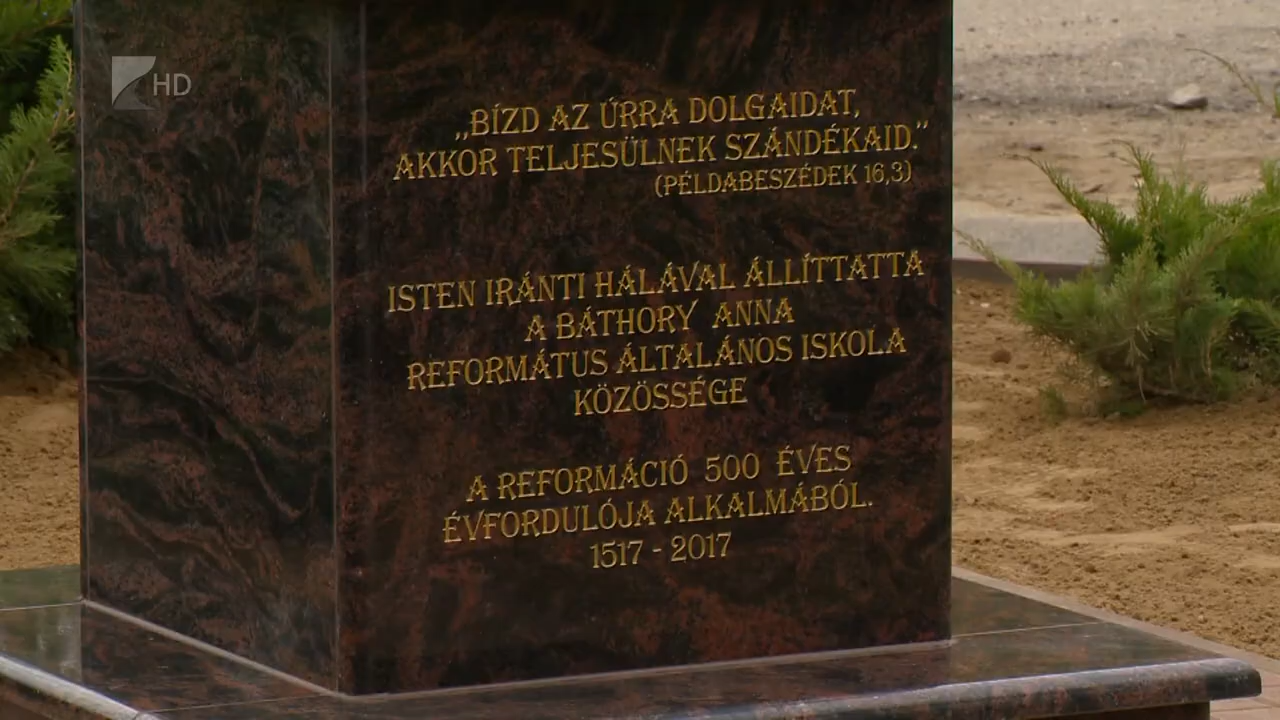 HD
„BÍZD AZ ÚRRA DOLGAIDAT,
AKKOR TELJESÜLNEK SZÁNDÉKAID."
(PÉLDABESZÉDEK 16,3)
ISTEN IRÁNTI HÁLÁVAL ÁLLÍTTATTA
A BÁTHORY ANNA
REFORMÁTUS ÁLTALÁNOS ISKOLA
KÖZÖSSÉGE
A REFORMÁCIÓ 500 ÉVES
ÉVFORDULÓJA ALKALMÁBÓL.
1517 - 2017